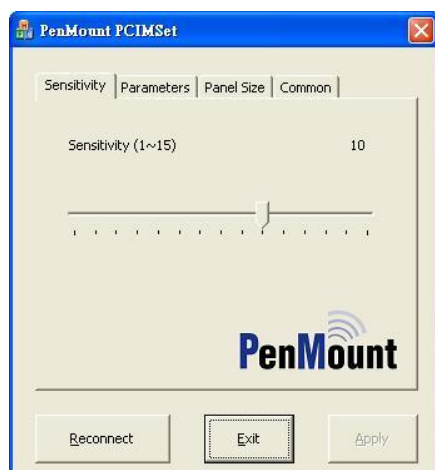 PenMount PCIMSet
Sensitivity Parameters Panel Size Common
Sensitivity (1~15) 10
PenMount
Reconnect Exit Apply